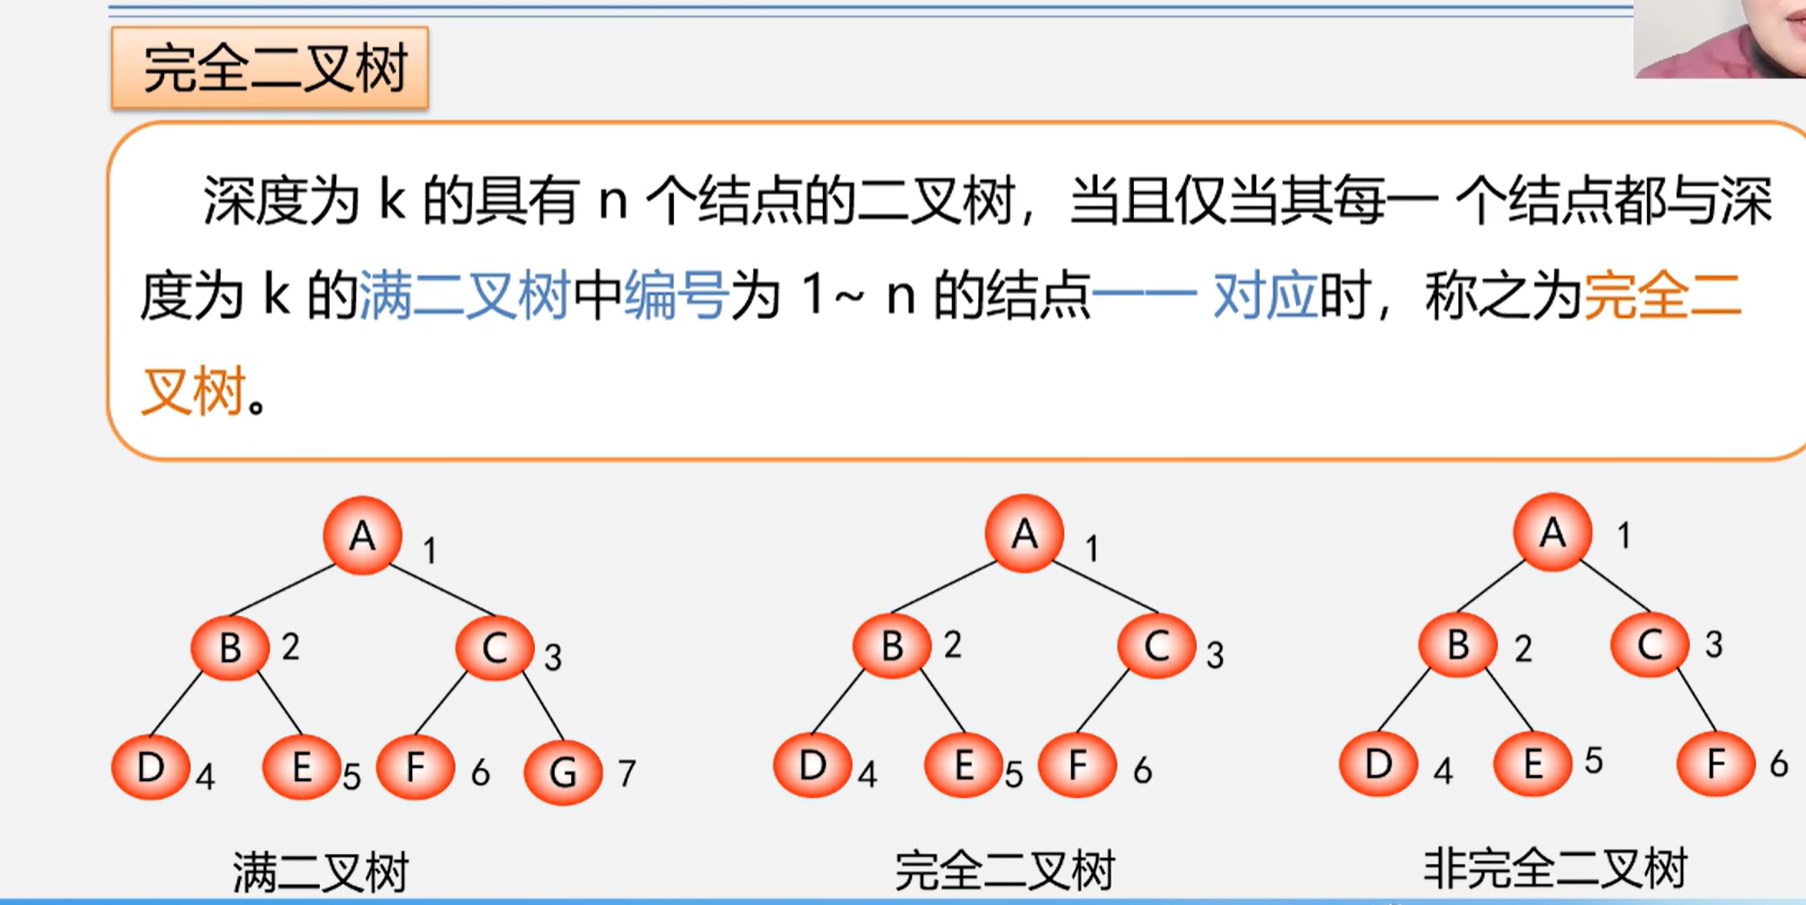 完全二叉树
深度为 k 的具有 n 个结点的二叉树，当且仅当其每一 个结点都与深
度为 k 的满二叉树中编号为 1~ n 的结点一一 对应时，称之为完全二
叉树。
A 1
B 2 C 3
D 4 E 5 F 6 G 7
满二叉树
A 1
B 2 C 3
D 4 E 5 F 6
完全二叉树
A 1
B 2 C 3
D 4 E 5 F 6
非完全二叉树